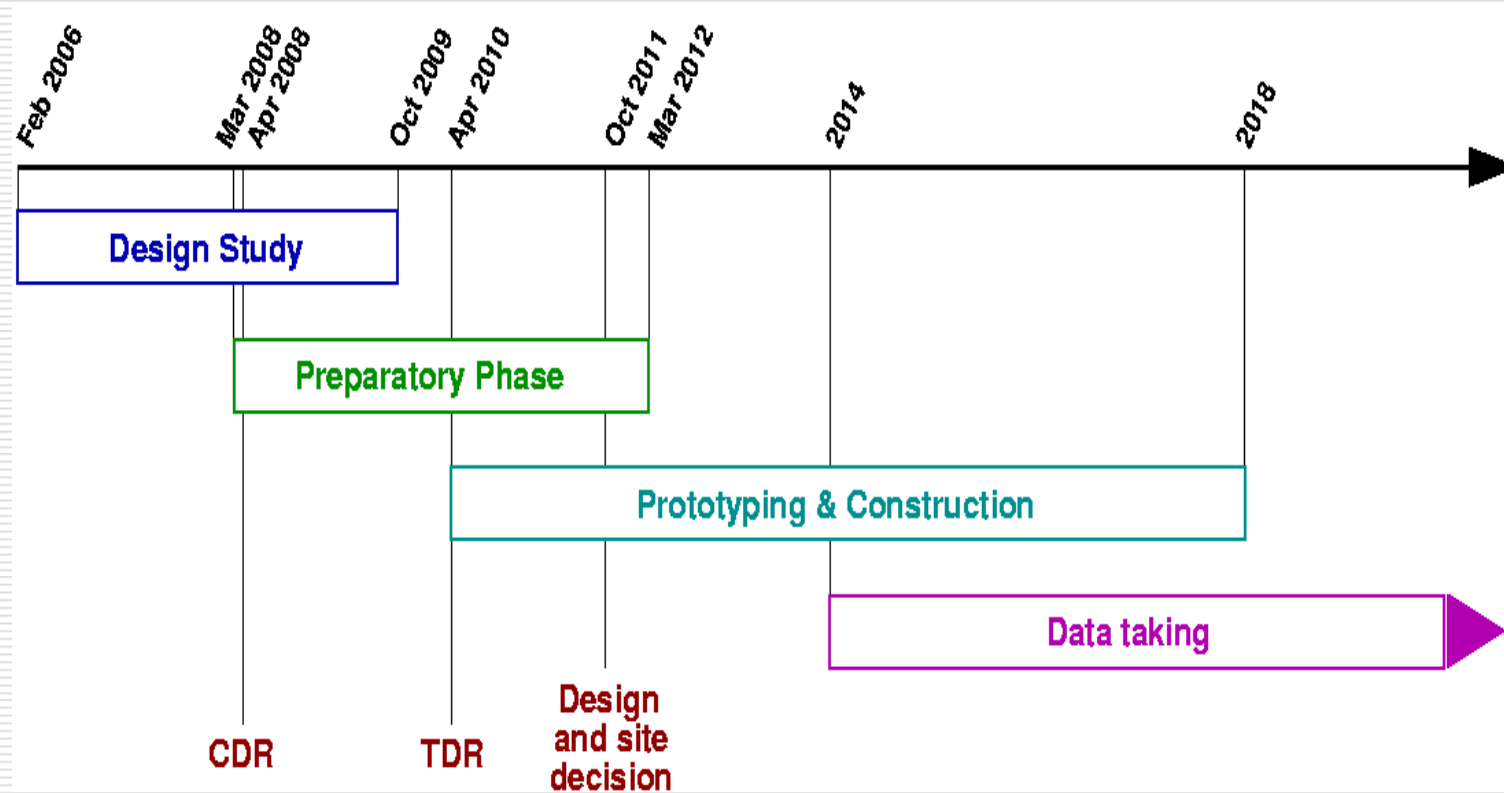 Feb 2006
Mar 2008
Apr 2008
Oct 2009
Apr 2010
Oct 2011
Mar 2012
2014
2018
Design Study
Preparatory Phase
Prototyping & Construction
Data taking
CDR
TDR
Design
and site
decision